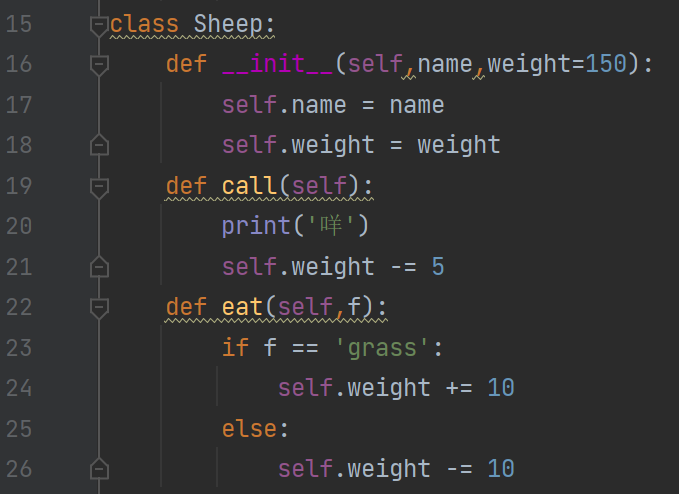 15 class Sheep:
16     def __init__(self,name,weight=150):
17         self.name = name
18         self.weight = weight
19     def call(self):
20         print('咩')
21         self.weight -= 5
22     def eat(self,f):
23         if f == 'grass':
24             self.weight += 10
25         else:
26             self.weight -= 10